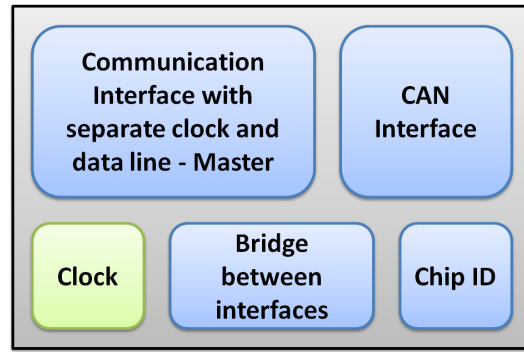 Communication
Interface with
separate clock and
data line - Master
CAN
Interface
Clock
Bridge
between
interfaces
Chip ID